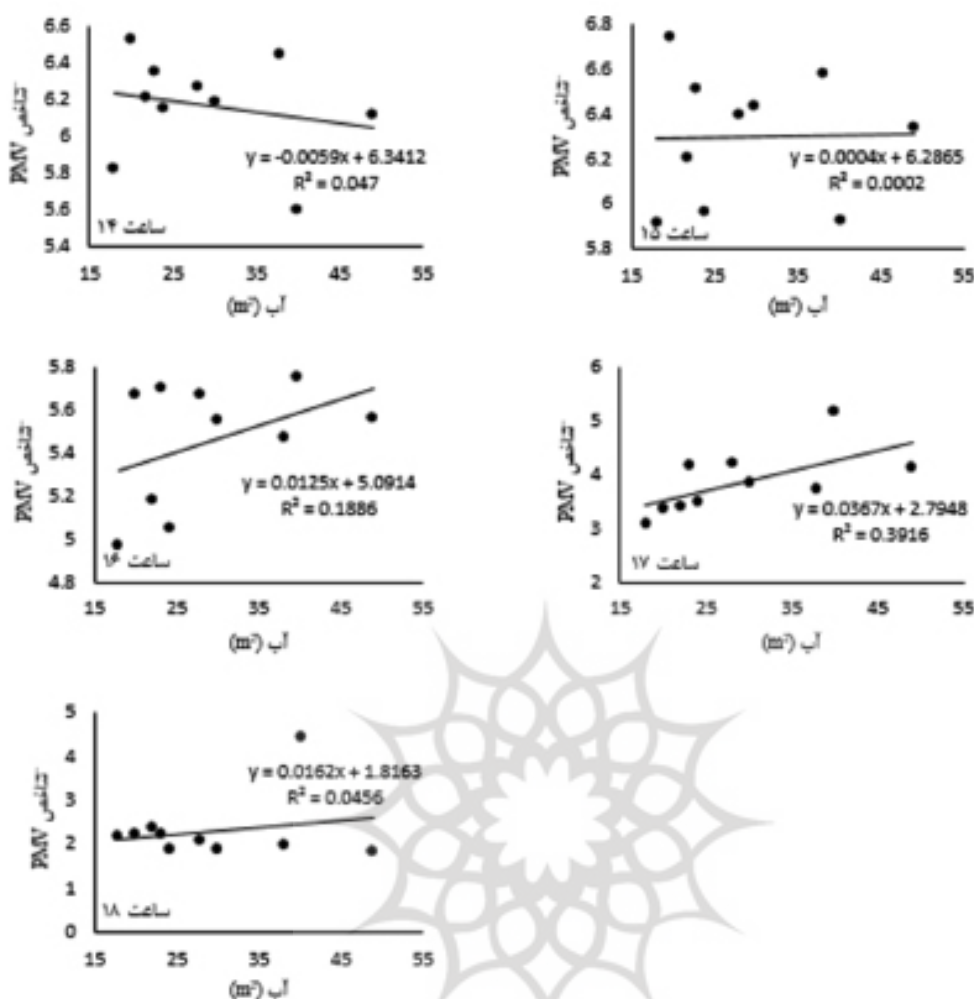 شاخص PMV
6.6
6.4
6.2
6
5.8
5.6
5.4
y = -0.0059x + 6.3412
R² = 0.047
ساعت ۱۴
15 25 35 45 55
آب (m²)
شاخص PMV
6.8
6.6
6.4
6.2
6
5.8
y = 0.0004x + 6.2865
R² = 0.0002
ساعت ۱۵
15 25 35 45 55
آب (m²)
شاخص PMV
5.8
5.6
5.4
5.2
5
4.8
y = 0.0125x + 5.0914
R² = 0.1886
ساعت ۱۶
15 25 35 45 55
آب (m²)
شاخص PMV
6
5
4
3
2
y = 0.0367x + 2.7948
R² = 0.3916
ساعت ۱۷
15 25 35 45 55
آب (m²)
شاخص PMV
5
4
3
2
1
0
y = 0.0162x + 1.8163
R² = 0.0456
ساعت ۱۸
15 25 35 45 55
آب (m²)